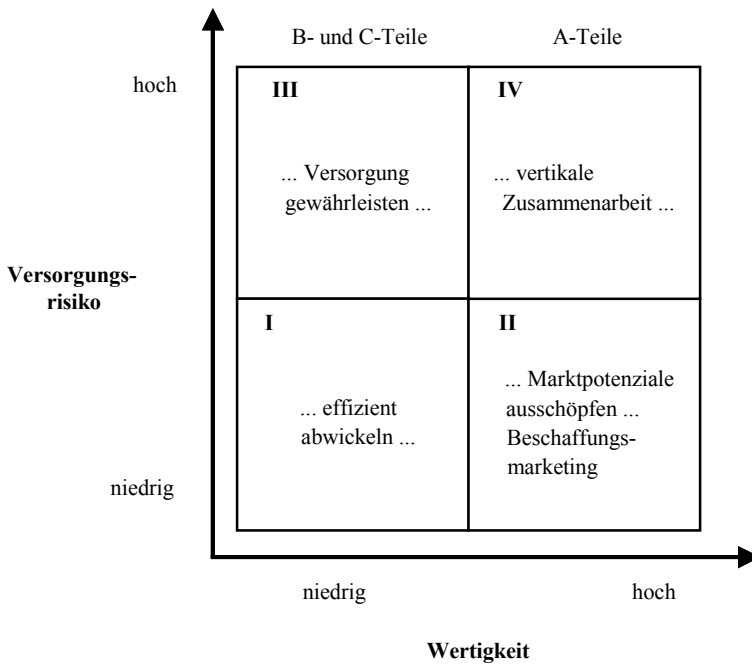 B- und C-Teile
A-Teile
hoch
III
IV
... Versorgung
gewährleisten ...
... vertikale
Zusammenarbeit ...
Versorgungs-
risiko
I
II
... effizient
abwickeln ...
... Marktpotenziale
ausschöpfen ...
Beschaffungs-
marketing
niedrig
niedrig
hoch
Wertigkeit